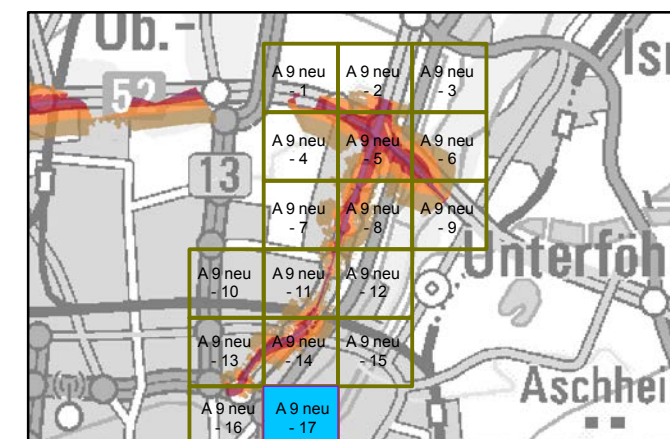 Ob.-
Isr
52
A 9 neu
- 1
A 9 neu
- 2
A 9 neu
- 3
13
A 9 neu
- 4
A 9 neu
- 5
A 9 neu
- 6
A 9 neu
- 7
A 9 neu
- 8
A 9 neu
- 9
Unterföh
A 9 neu
- 10
A 9 neu
- 11
A 9 neu
- 12
A 9 neu
- 13
A 9 neu
- 14
A 9 neu
- 15
Aschhei
A 9 neu
- 16
A 9 neu
- 17